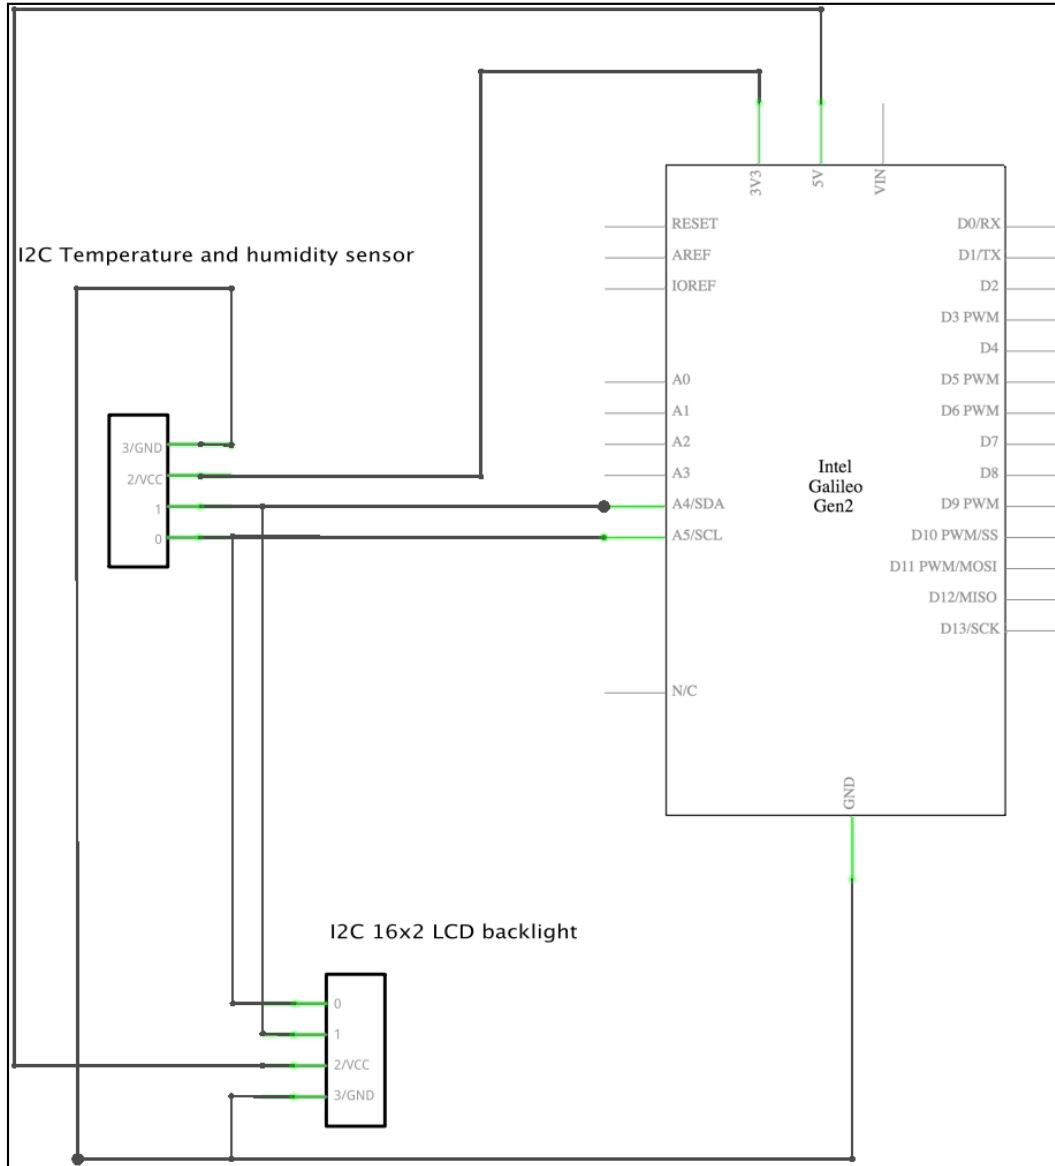 3V3
5V
VIN
RESET
AREF
IOREF
A0
A1
A2
A3
A4/SDA
A5/SCL
N/C
D0/RX
D1/TX
D2
D3 PWM
D4
D5 PWM
D6 PWM
D7
D8
D9 PWM
D10 PWM/SS
D11 PWM/MOSI
D12/MISO
D13/SCK
Intel
Galileo
Gen2
GND
I2C Temperature and humidity sensor
3/GND
2/VCC
1
0
I2C 16x2 LCD backlight
0
1
2/VCC
3/GND